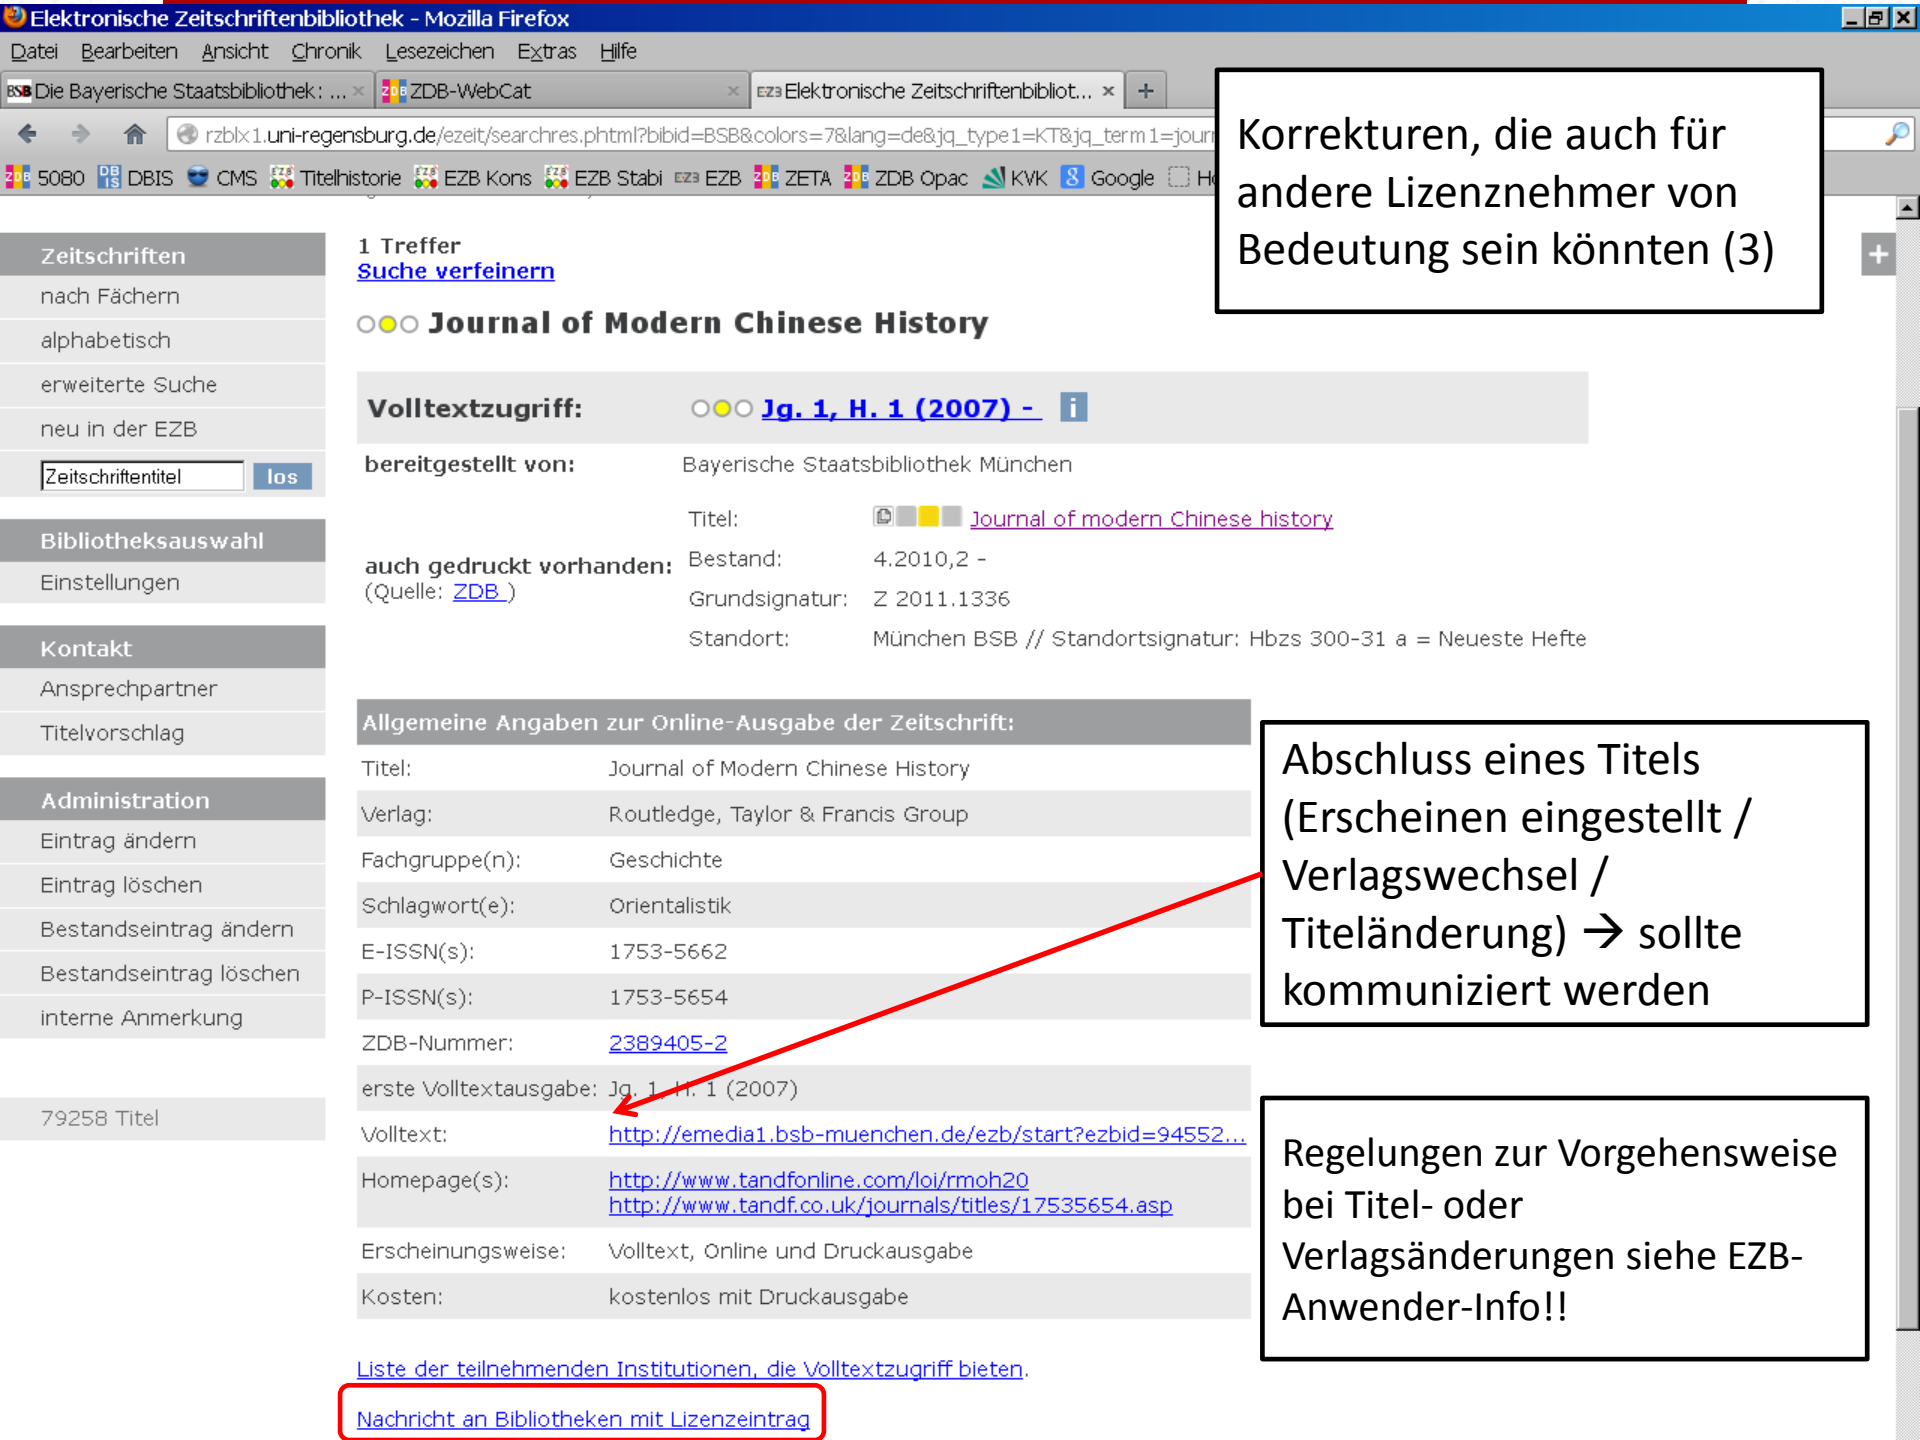 Elektronische Zeitschriftenbibliothek - Mozilla Firefox
Datei Bearbeiten Ansicht Chronik Lesezeichen Extras Hilfe
BSB Die Bayerische Staatsbibliothek: ... × ZDB ZDB-WebCat × EZB Elektronische Zeitschriftenbibliot... × +
rzblx1.uni-regensburg.de/ezeit/searchres.phtml?bibid=BSB&colors=7&lang=de&jq_type1=KT&jq_term1=jour
5080 DBIS CMS Titelhistorie EZB Kons EZB Stabi EZB ZETA ZDB Opac KVK Google
Korrekturen, die auch für
andere Lizenznehmer von
Bedeutung sein könnten (3)
Zeitschriften
nach Fächern
alphabetisch
erweiterte Suche
neu in der EZB
Zeitschriftentitel los
Bibliotheksauswahl
Einstellungen
Kontakt
Ansprechpartner
Titelvorschlag
Administration
Eintrag ändern
Eintrag löschen
Bestandseintrag ändern
Bestandseintrag löschen
interne Anmerkung
79258 Titel
1 Treffer
Suche verfeinern
Journal of Modern Chinese History
Volltextzugriff: Jg. 1, H. 1 (2007) - i
bereitgestellt von: Bayerische Staatsbibliothek München
auch gedruckt vorhanden:
(Quelle: ZDB )
Titel: Journal of modern Chinese history
Bestand: 4.2010,2 -
Grundsignatur: Z 2011.1336
Standort: München BSB // Standortsignatur: Hbzs 300-31 a = Neueste Hefte
Allgemeine Angaben zur Online-Ausgabe der Zeitschrift:
Titel: Journal of Modern Chinese History
Verlag: Routledge, Taylor & Francis Group
Fachgruppe(n): Geschichte
Schlagwort(e): Orientalistik
E-ISSN(s): 1753-5662
P-ISSN(s): 1753-5654
ZDB-Nummer: 2389405-2
erste Volltextausgabe: Jg. 1, H. 1 (2007)
Volltext: http://emedia1.bsb-muenchen.de/ezb/start?ezbid=94552...
Homepage(s): http://www.tandfonline.com/loi/rmoh20
http://www.tandf.co.uk/journals/titles/17535654.asp
Erscheinungsweise: Volltext, Online und Druckausgabe
Kosten: kostenlos mit Druckausgabe
Liste der teilnehmenden Institutionen, die Volltextzugriff bieten.
Nachricht an Bibliotheken mit Lizenzeintrag
Abschluss eines Titels
(Erscheinen eingestellt /
Verlagswechsel /
Titeländerung) → sollte
kommuniziert werden
Regelungen zur Vorgehensweise
bei Titel- oder
Verlagsänderungen siehe EZB-
Anwender-Info!!